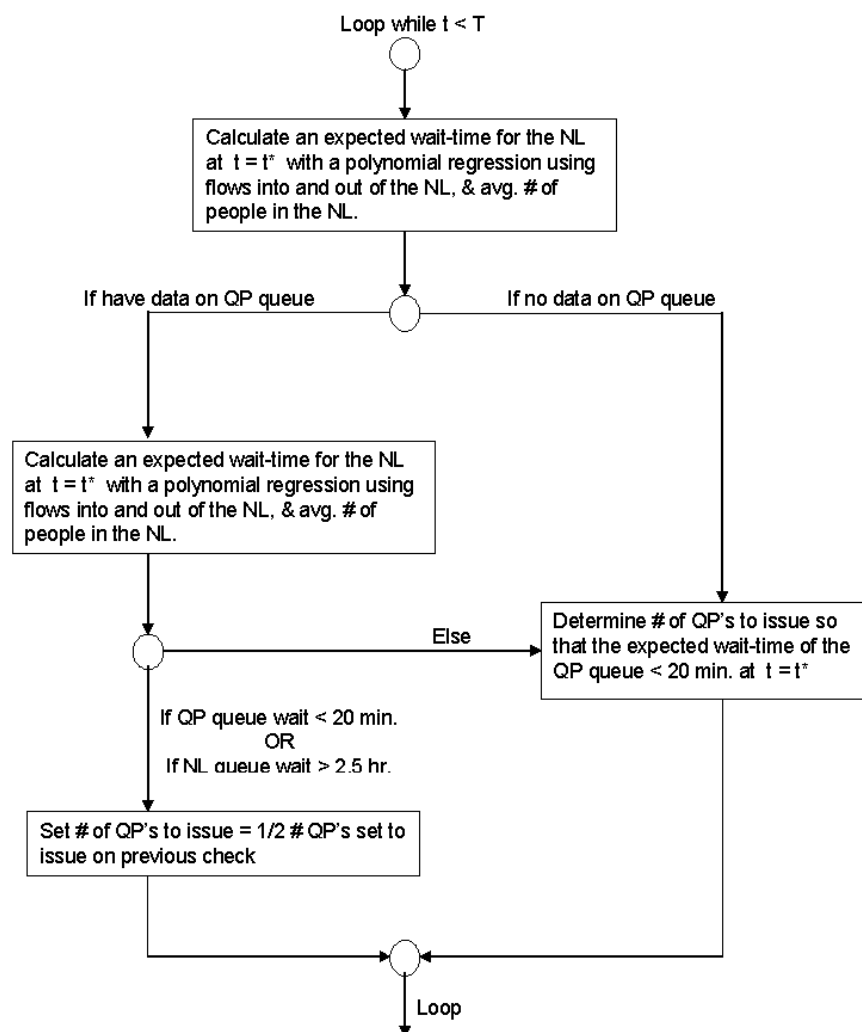 Loop while t < T
Calculate an expected wait-time for the NL
at t = t* with a polynomial regression using
flows into and out of the NL, & avg. # of
people in the NL.
If have data on QP queue
If no data on QP queue
Calculate an expected wait-time for the NL
at t = t* with a polynomial regression using
flows into and out of the NL, & avg. # of
people in the NL.
Else
Determine # of QP's to issue so
that the expected wait-time of the
QP queue < 20 min. at t = t*
If QP queue wait < 20 min.
OR
If NL queue wait > 2.5 hr.
Set # of QP's to issue = 1/2 # QP's set to
issue on previous check
Loop